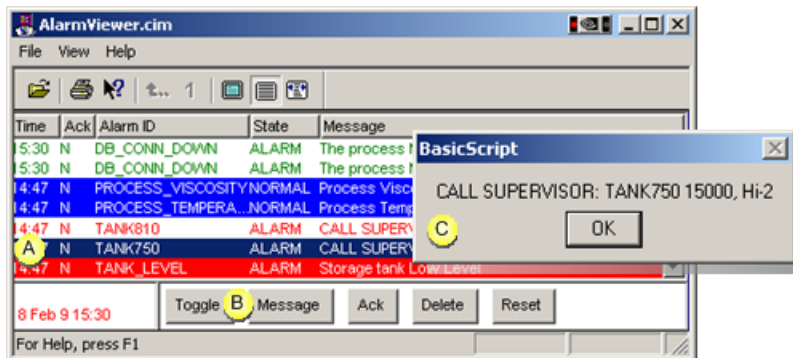 AlarmViewer.cim
File View Help
Time Ack Alarm ID State Message
15:30 N DB_CONN_DOWN ALARM The process
15:30 N DB_CONN_DOWN ALARM The process
14:47 N PROCESS_VISCOSITY NORMAL Process Visc
14:47 N PROCESS_TEMPERA... NORMAL Process Temp
14:47 N TANK810 ALARM CALL SUPERV
A 7 N TANK750 ALARM CALL SUPERV
14:47 N TANK_LEVEL ALARM Storage tank Low Level
BasicScript
CALL SUPERVISOR: TANK750 15000, Hi-2
C OK
8 Feb 9 15:30 Toggle B Message Ack Delete Reset
For Help, press F1